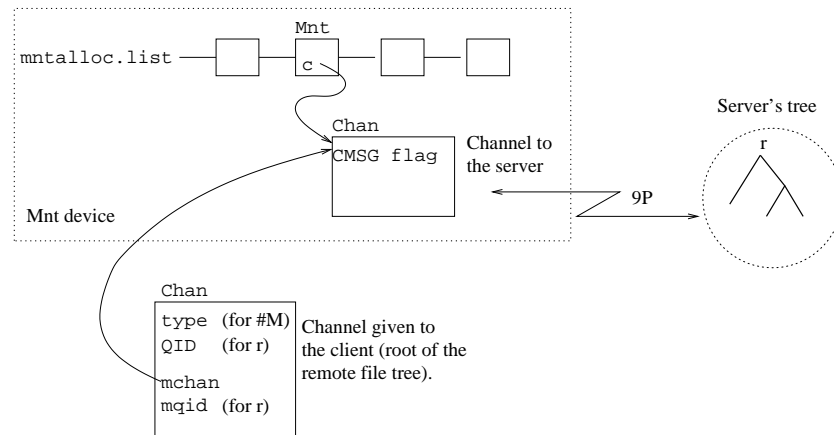 Mnt
mntalloc.list
c
Server's tree
Chan
r
CMSG flag
Channel to
the server
9P
Mnt device
Chan
type (for #M)
QID (for r)
mchan
mqid (for r)
Channel given to
the client (root of the
remote file tree).